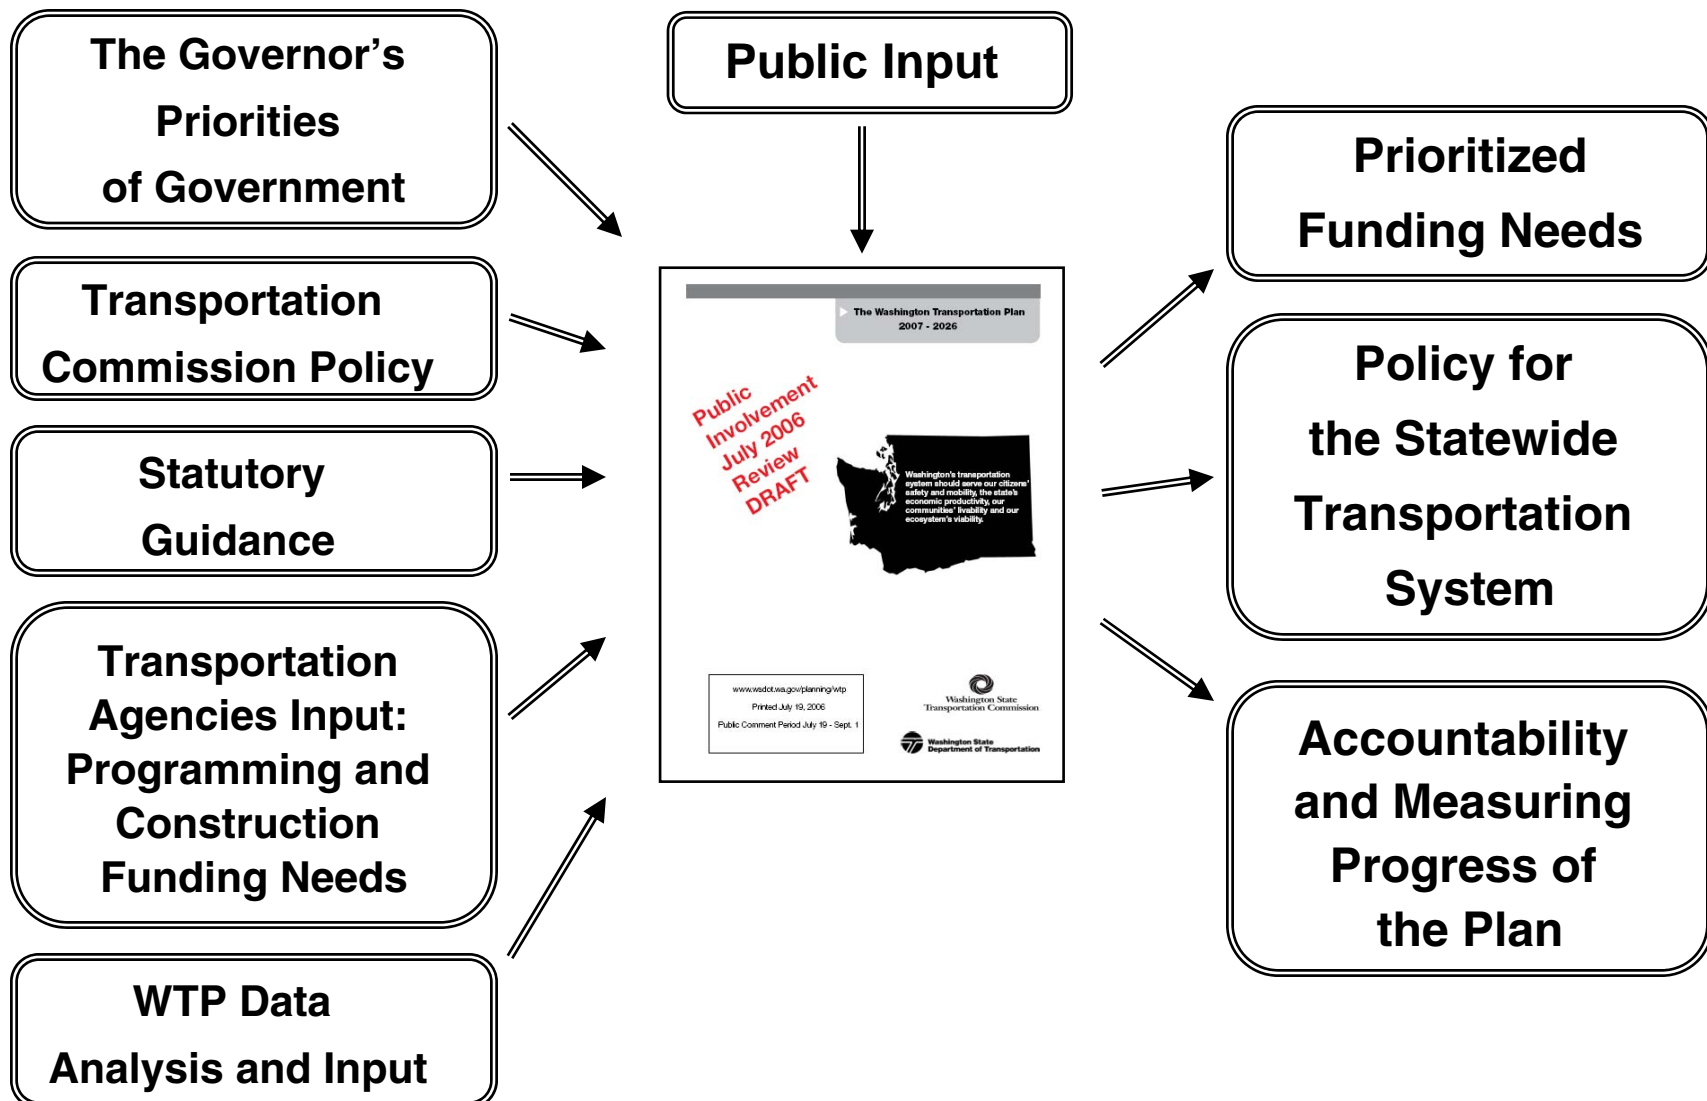 The Governor’s
Priorities
of Government
Transportation
Commission Policy
Statutory
Guidance
Transportation
Agencies Input:
Programming and
Construction
Funding Needs
WTP Data
Analysis and Input
Public Input
The Washington Transportation Plan
2007 - 2026
Public
Involvement
July 2006
Review
DRAFT
Washington's transportation
system should serve our citizens'
safety and mobility, the state's
economic productivity, our
communities' livability and our
ecosystem's viability.
www.wsdot.wa.gov/planning/wtp
Printed July 19, 2006
Public Comment Period July 19 - Sept. 1
Washington State
Transportation Commission
Washington State
Department of Transportation
Prioritized
Funding Needs
Policy for
the Statewide
Transportation
System
Accountability
and Measuring
Progress of
the Plan